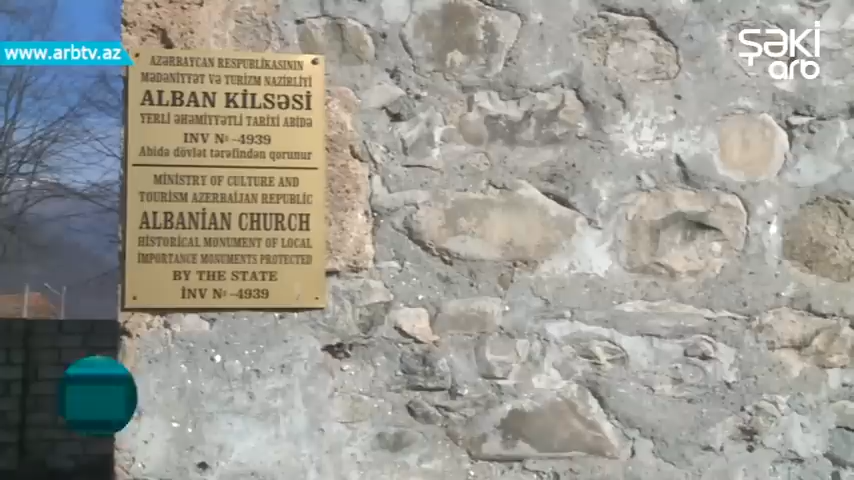 www.arbtv.az
şəki
arb
AZƏRBAYCAN RESPUBLİKASININ
MƏDƏNİYYƏT VƏ TURİZM NAZİRLİYİ
ALBAN KİLSƏSİ
YERLİ ƏHƏMİYYƏTLİ TARİXİ ABİDƏ
INV №-4939
Abidə dövlət tərəfindən qorunur
MINISTRY OF CULTURE AND
TOURISM AZERBAIJAN REPUBLIC
ALBANİAN CHURCH
HISTORICAL MONUMENT OF LOCAL
IMPORTANCE MONUMENTS PROTECTED
BY THE STATE
İNV №-4939